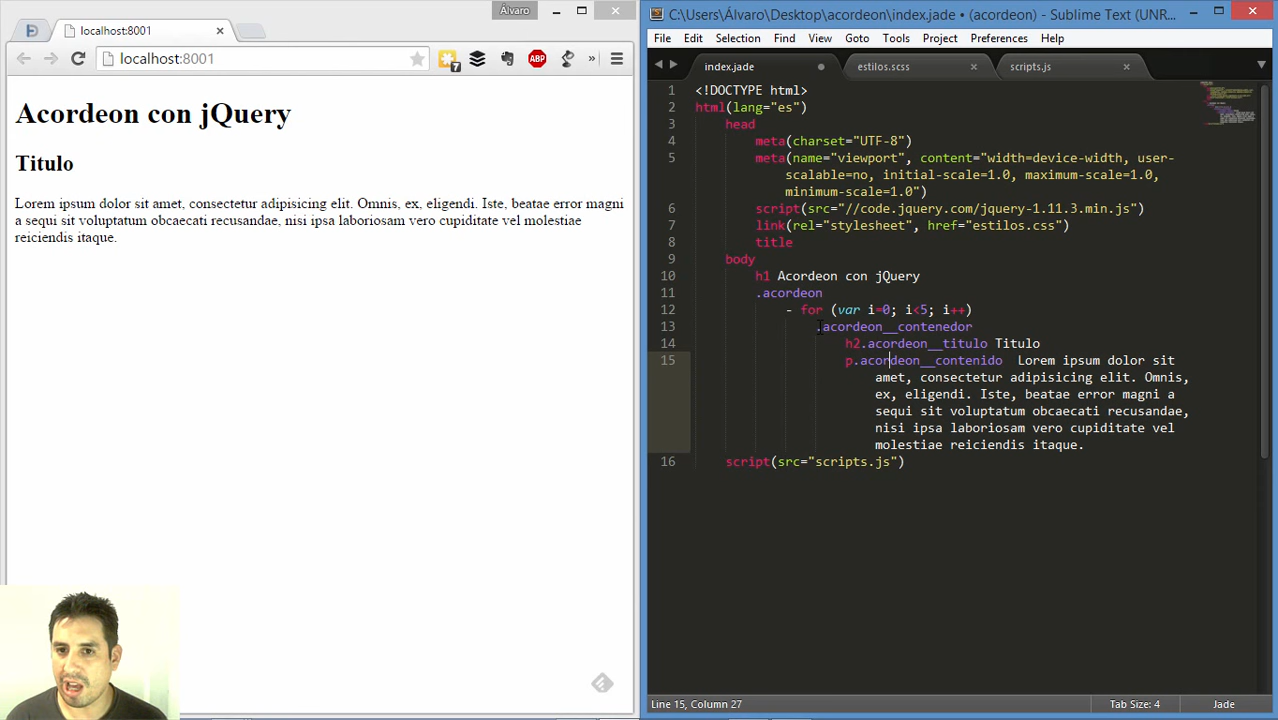 Álvaro
localhost:8001
localhost:8001
7
ABP
»
Acordeon con jQuery
Titulo
Lorem ipsum dolor sit amet, consectetur adipisicing elit. Omnis, ex, eligendi. Iste, beatae error magni
a sequi sit voluptatum obcaecati recusandae, nisi ipsa laboriosam vero cupiditate vel molestiae
reiciendis itaque.
C:\Users\Álvaro\Desktop\acordeon\index.jade • (acordeon) - Sublime Text (UNR...
File Edit Selection Find View Goto Tools Project Preferences Help
index.jade estilos.scss scripts.js
1 <!DOCTYPE html>
2 html(lang="es")
3 head
4 meta(charset="UTF-8")
5 meta(name="viewport", content="width=device-width, user-
scalable=no, initial-scale=1.0, maximum-scale=1.0,
minimum-scale=1.0")
6 script(src="//code.jquery.com/jquery-1.11.3.min.js")
7 link(rel="stylesheet", href="estilos.css")
8 title
9 body
10 h1 Acordeon con jQuery
11 .acordeon
12 - for (var i=0; i<5; i++)
13 .acordeon__contenedor
14 h2.acordeon__titulo Titulo
15 p.acordeon__contenido  Lorem ipsum dolor sit
amet, consectetur adipisicing elit. Omnis,
ex, eligendi. Iste, beatae error magni a
sequi sit voluptatum obcaecati recusandae,
nisi ipsa laboriosam vero cupiditate vel
molestiae reiciendis itaque.
16 script(src="scripts.js")
Line 15, Column 27 Tab Size: 4 Jade